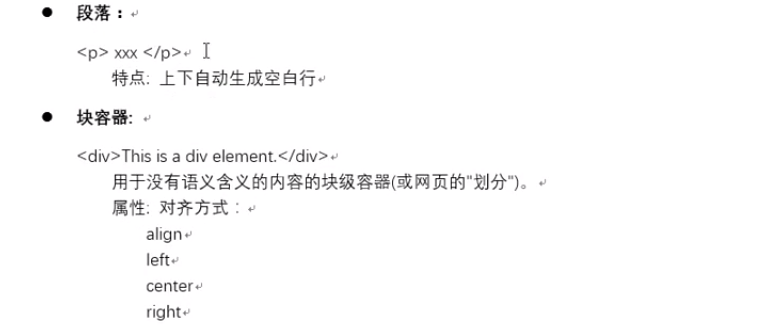 ● 段落：
<p> xxx </p>
特点: 上下自动生成空白行
● 块容器:
<div>This is a div element.</div>
用于没有语义含义的内容的块级容器(或网页的"划分")。
属性: 对齐方式：
align
left
center
right